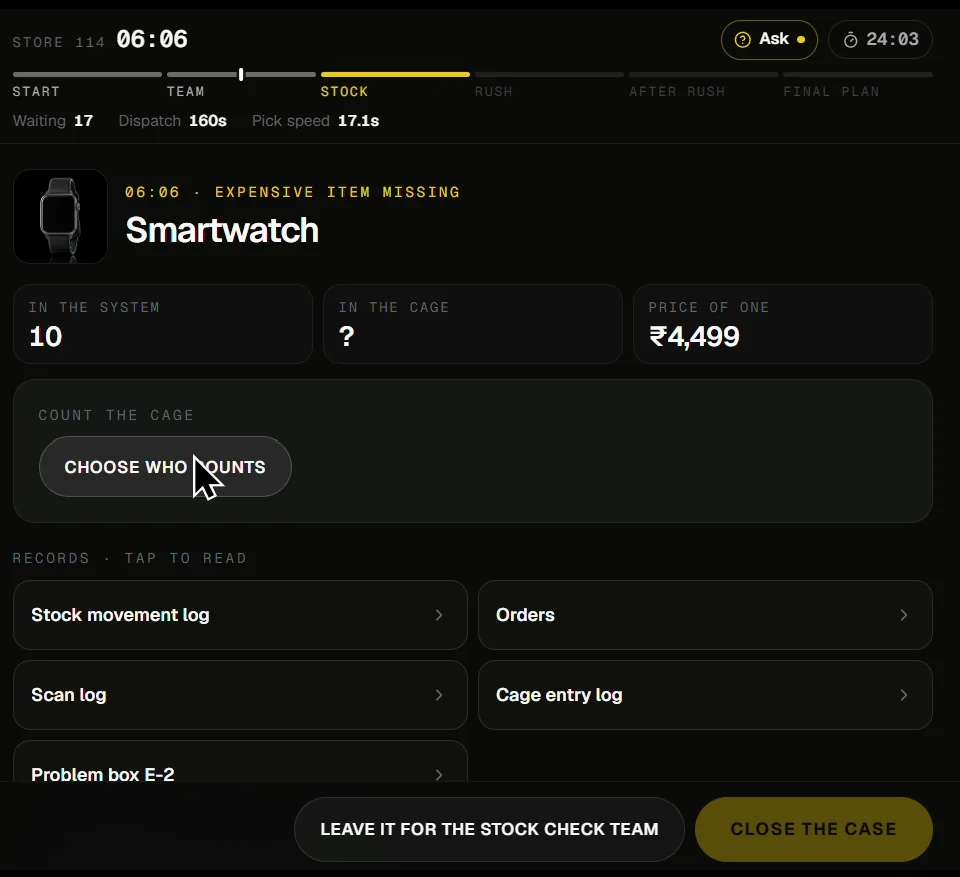 STORE 114 06:06
Ask
24:03
START TEAM STOCK RUSH AFTER RUSH FINAL PLAN
Waiting 17 Dispatch 160s Pick speed 17.1s
06:06 · EXPENSIVE ITEM MISSING
Smartwatch
IN THE SYSTEM
10
IN THE CAGE
?
PRICE OF ONE
₹4,499
COUNT THE CAGE
CHOOSE WHO COUNTS
RECORDS · TAP TO READ
Stock movement log
Orders
Scan log
Cage entry log
Problem box E-2
LEAVE IT FOR THE STOCK CHECK TEAM
CLOSE THE CASE